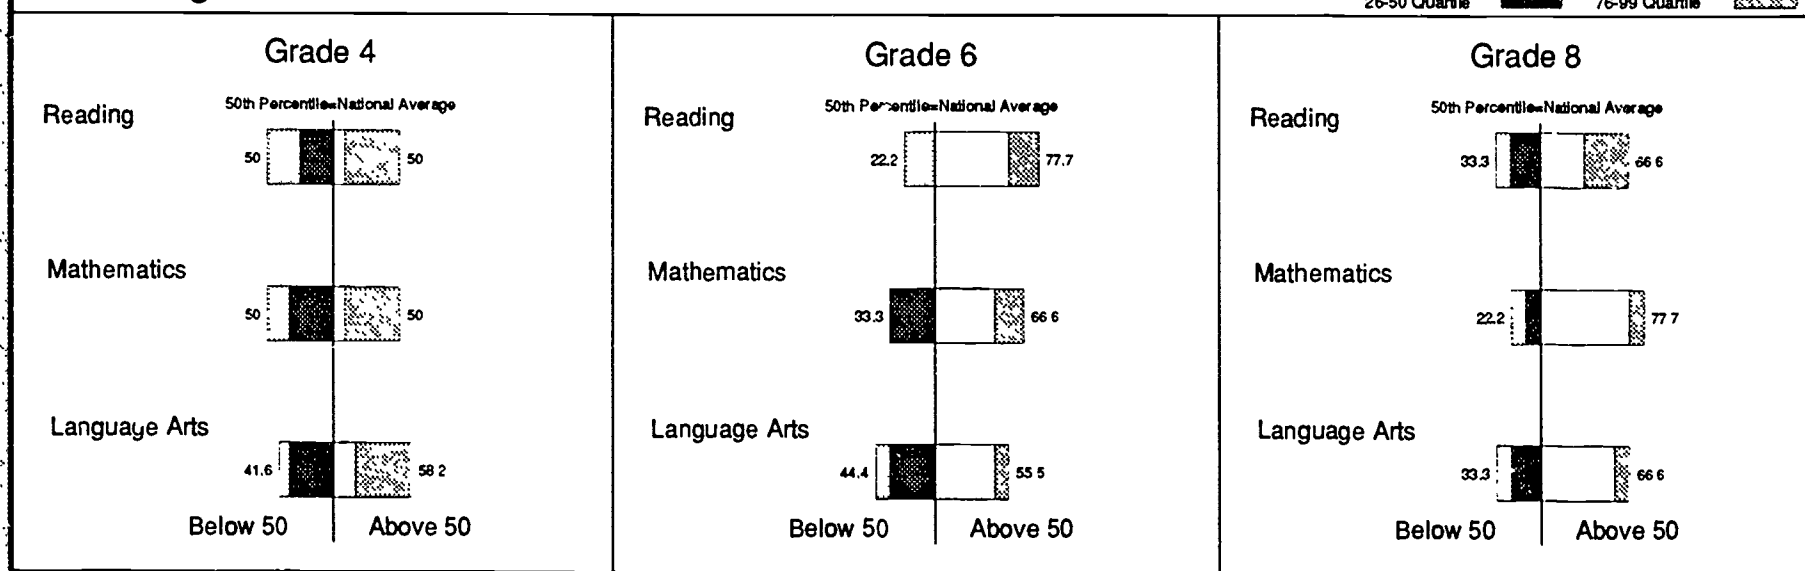 26-50 Quartile 76-99 Quartile
Grade 4
50th Percentile=National Average
Reading
50 50
Mathematics
50 50
Language Arts
41.6 58 2
Below 50 Above 50
Grade 6
50th Percentile=National Average
Reading
22.2 77.7
Mathematics
33.3 66 6
Language Arts
44.4 55 5
Below 50 Above 50
Grade 8
50th Percentile=National Average
Reading
33.3 66 6
Mathematics
22.2 77 7
Language Arts
33.3 66 6
Below 50 Above 50